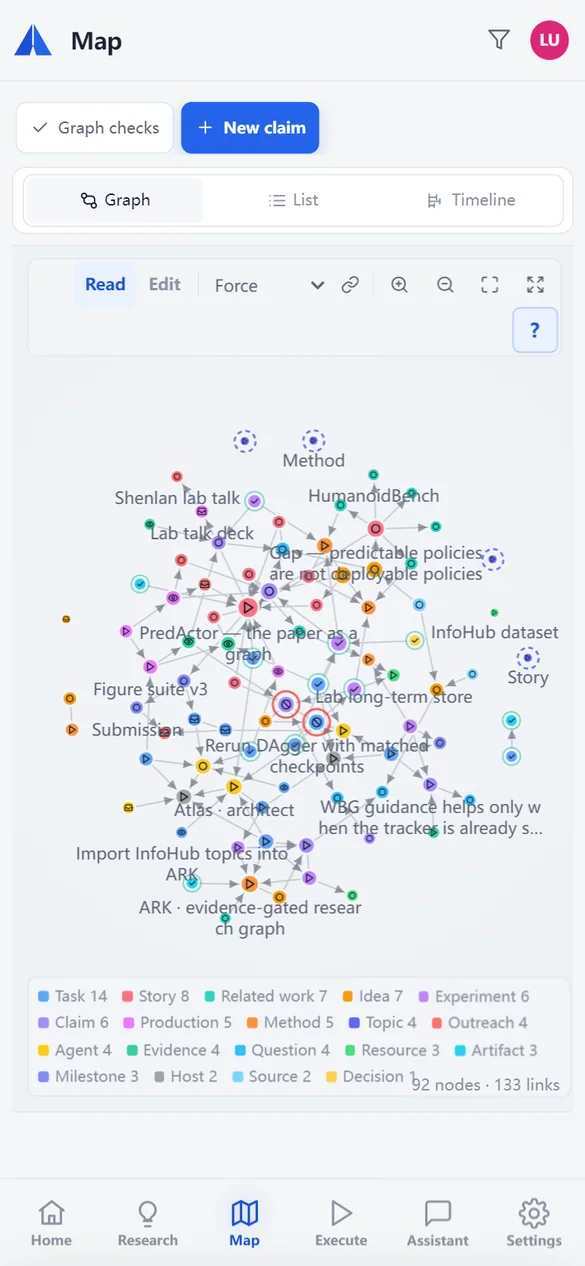 Map
LU
Graph checks
New claim
Graph
List
Timeline
Read
Edit
Force
?
Method
Shenlan lab talk
HumanoidBench
Lab talk deck
Gap — predictable policies
are not deployable policies
InfoHub dataset
PredActor — the paper as a
graph
Story
Figure suite v3
Lab long-term store
Submission
Rerun DAgger with matched
checkpoints
Atlas · architect
WBG guidance helps only w
hen the tracker is already s...
Import InfoHub topics into
ARK
ARK · evidence-gated resear
ch graph
Task 14
Story 8
Related work 7
Idea 7
Experiment 6
Claim 6
Production 5
Method 5
Topic 4
Outreach 4
Agent 4
Evidence 4
Question 4
Resource 3
Artifact 3
Milestone 3
Host 2
Source 2
Decision 1
92 nodes · 133 links
Home
Research
Map
Execute
Assistant
Settings